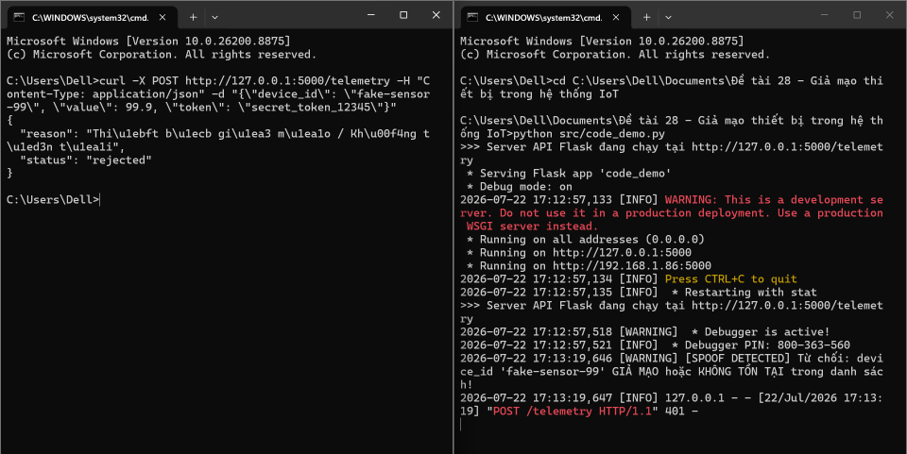 C:\WINDOWS\system32\cmd.
Microsoft Windows [Version 10.0.26200.8875]
(c) Microsoft Corporation. All rights reserved.
C:\Users\Dell>curl -X POST http://127.0.0.1:5000/telemetry -H "C
ontent-Type: application/json" -d "{\"device_id\": \"fake-sensor
-99\", \"value\": 99.9, \"token\": \"secret_token_12345\"}"
{
  "reason": "Thi\u1ebft b\u1ecb gi\u1ea3 m\u1ea1o / Kh\u00f4ng t
\u1ed3n t\u1ea1i",
  "status": "rejected"
}
C:\Users\Dell>
C:\WINDOWS\system32\cmd.
Microsoft Windows [Version 10.0.26200.8875]
(c) Microsoft Corporation. All rights reserved.
C:\Users\Dell>cd C:\Users\Dell\Documents\Đề tài 28 - Giả mạo thi
ết bị trong hệ thống IoT
C:\Users\Dell\Documents\Đề tài 28 - Giả mạo thiết bị trong hệ th
ống IoT>python src/code_demo.py
>>> Server API Flask đang chạy tại http://127.0.0.1:5000/telemet
ry
 * Serving Flask app 'code_demo'
 * Debug mode: on
2026-07-22 17:12:57,133 [INFO] WARNING: This is a development se
rver. Do not use it in a production deployment. Use a production
 WSGI server instead.
 * Running on all addresses (0.0.0.0)
 * Running on http://127.0.0.1:5000
 * Running on http://192.168.1.86:5000
2026-07-22 17:12:57,134 [INFO] Press CTRL+C to quit
2026-07-22 17:12:57,135 [INFO]  * Restarting with stat
>>> Server API Flask đang chạy tại http://127.0.0.1:5000/telemet
ry
2026-07-22 17:12:57,518 [WARNING]  * Debugger is active!
2026-07-22 17:12:57,521 [INFO]  * Debugger PIN: 800-363-560
2026-07-22 17:13:19,646 [WARNING] [SPOOF DETECTED] Từ chối: devi
ce_id 'fake-sensor-99' GIẢ MẠO hoặc KHÔNG TỒN TẠI trong danh sác
h!
2026-07-22 17:13:19,647 [INFO] 127.0.0.1 - - [22/Jul/2026 17:13:
19] "POST /telemetry HTTP/1.1" 401 -